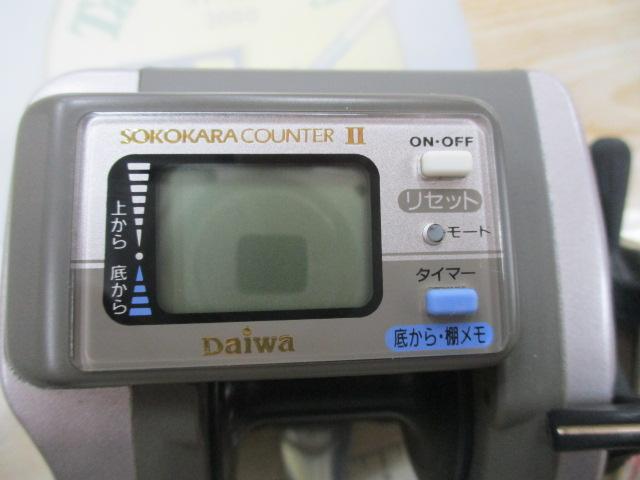 SOKOKARA COUNTER II
ON・OFF
リセット
モート
タイマー
底から・棚メモ
上から
底から
Daiwa